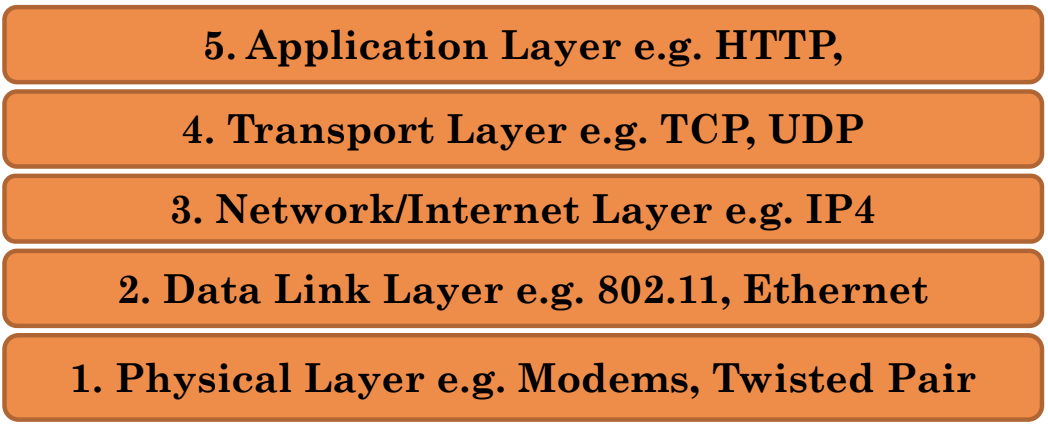 5. Application Layer e.g. HTTP,
4. Transport Layer e.g. TCP, UDP
3. Network/Internet Layer e.g. IP4
2. Data Link Layer e.g. 802.11, Ethernet
1. Physical Layer e.g. Modems, Twisted Pair